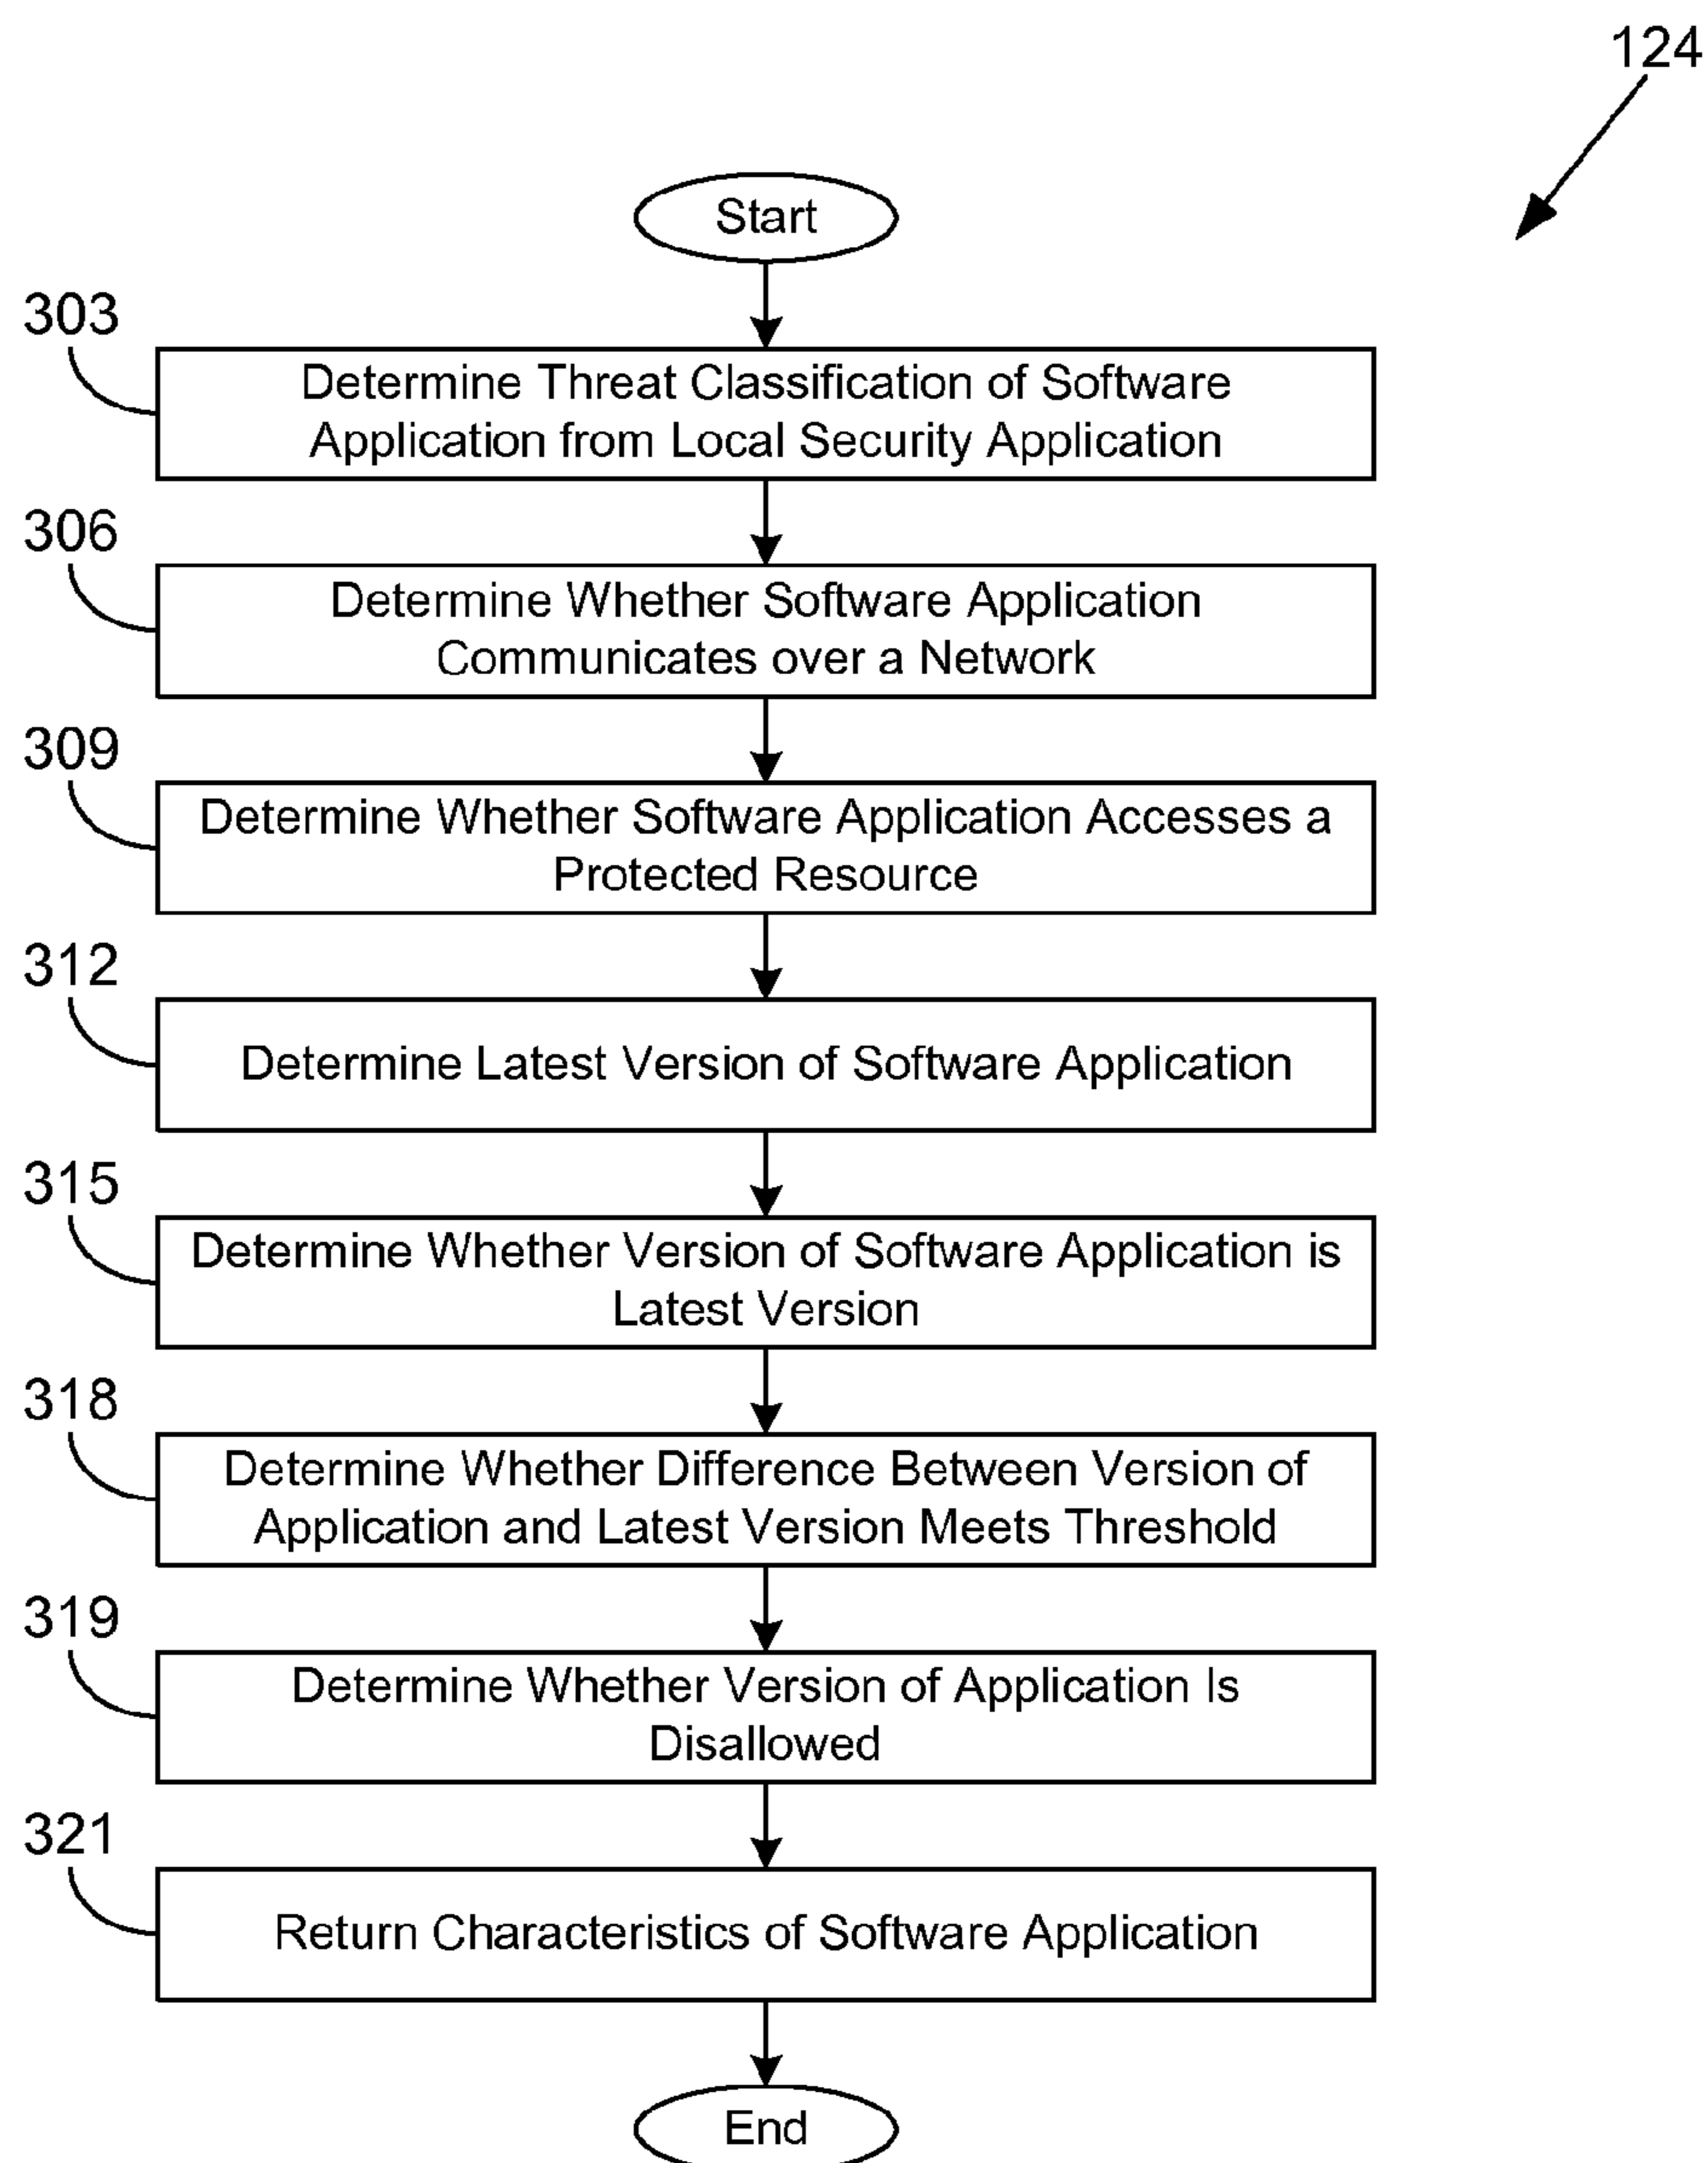 124
Start
303
Determine Threat Classification of Software
Application from Local Security Application
306
Determine Whether Software Application
Communicates over a Network
309
Determine Whether Software Application Accesses a
Protected Resource
312
Determine Latest Version of Software Application
315
Determine Whether Version of Software Application is
Latest Version
318
Determine Whether Difference Between Version of
Application and Latest Version Meets Threshold
319
Determine Whether Version of Application Is
Disallowed
321
Return Characteristics of Software Application
End